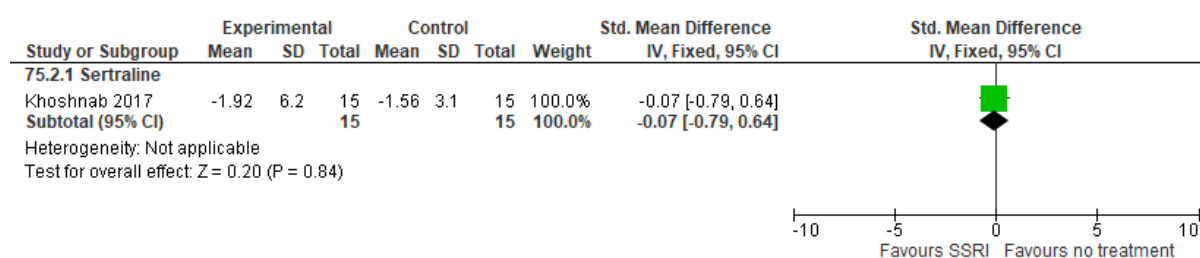 Experimental Control Std. Mean Difference Std. Mean Difference
Study or Subgroup Mean SD Total Mean SD Total Weight IV, Fixed, 95% CI IV, Fixed, 95% CI
75.2.1 Sertraline
Khoshnab 2017 -1.92 6.2 15 -1.56 3.1 15 100.0% -0.07 [-0.79, 0.64]
Subtotal (95% CI) 15 15 100.0% -0.07 [-0.79, 0.64]
Heterogeneity: Not applicable
Test for overall effect: Z = 0.20 (P = 0.84)
-10 -5 0 5 10
Favours SSRI Favours no treatment